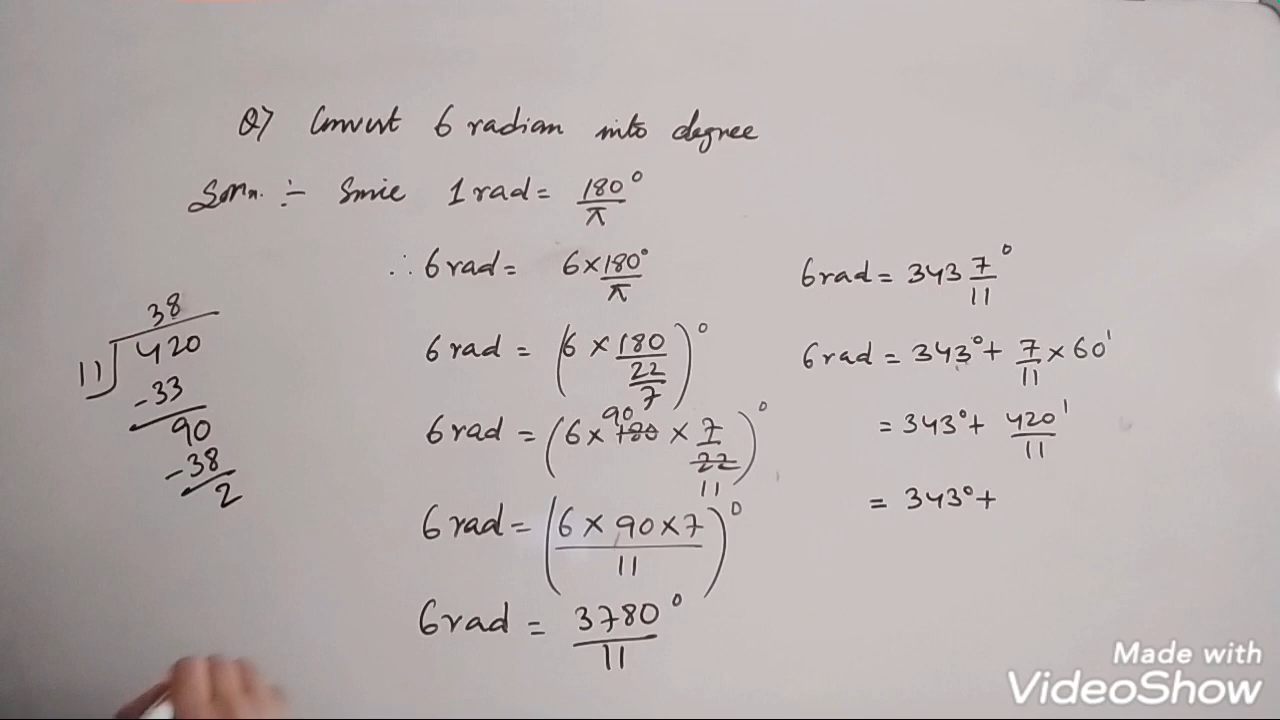 Q) Convert 6 radian into degree
Soln. :- Since 1 rad = 180°/π
∴ 6 rad = 6×180°/π
6 rad = (6 × 180/(22/7))°
6 rad = (6 × 180 90 × 7/22 11)°
6 rad = (6 × 90 × 7/11)°
6 rad = 3780°/11
38
11) 420
-33
90
-38
2
6 rad = 343 7/11°
6 rad = 343° + 7/11 × 60'
= 343° + 420'/11
= 343° +
Made with
VideoShow